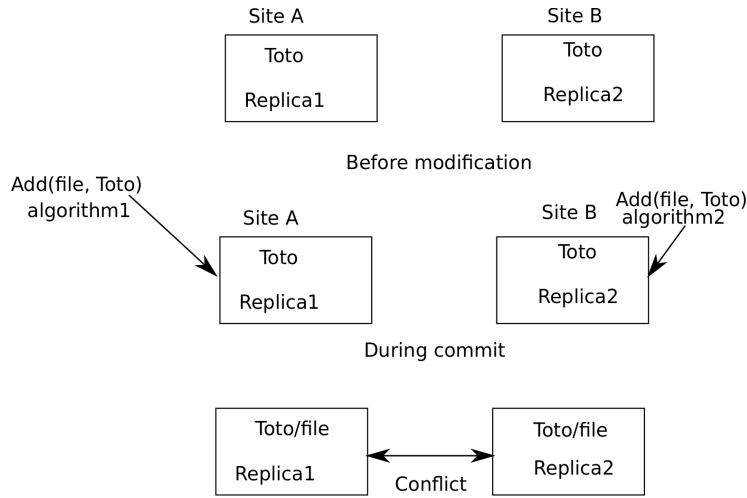 Site A
Site B
Toto
Toto
Replica1
Replica2
Before modification
Add(file, Toto)
algorithm1
Add(file, Toto)
algorithm2
Site A
Site B
Toto
Toto
Replica1
Replica2
During commit
Toto/file
Toto/file
Replica1
Replica2
Conflict